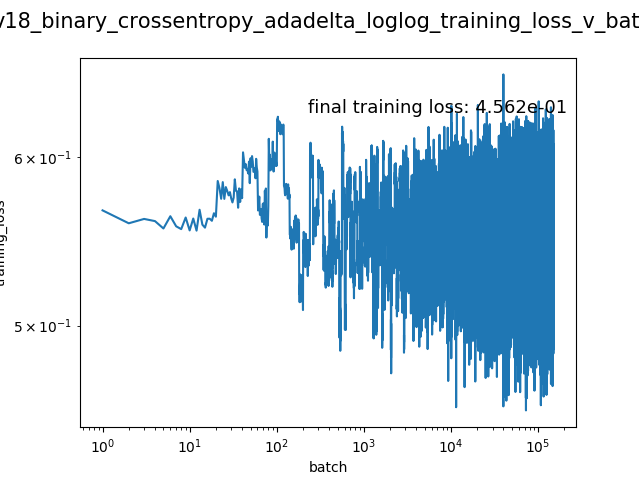 v18_binary_crossentropy_adadelta_loglog_training_loss_v_bat
final training loss: 4.562e-01
6 × 10⁻¹
training_loss
5 × 10⁻¹
10⁰ 10¹ 10² 10³ 10⁴ 10⁵
batch